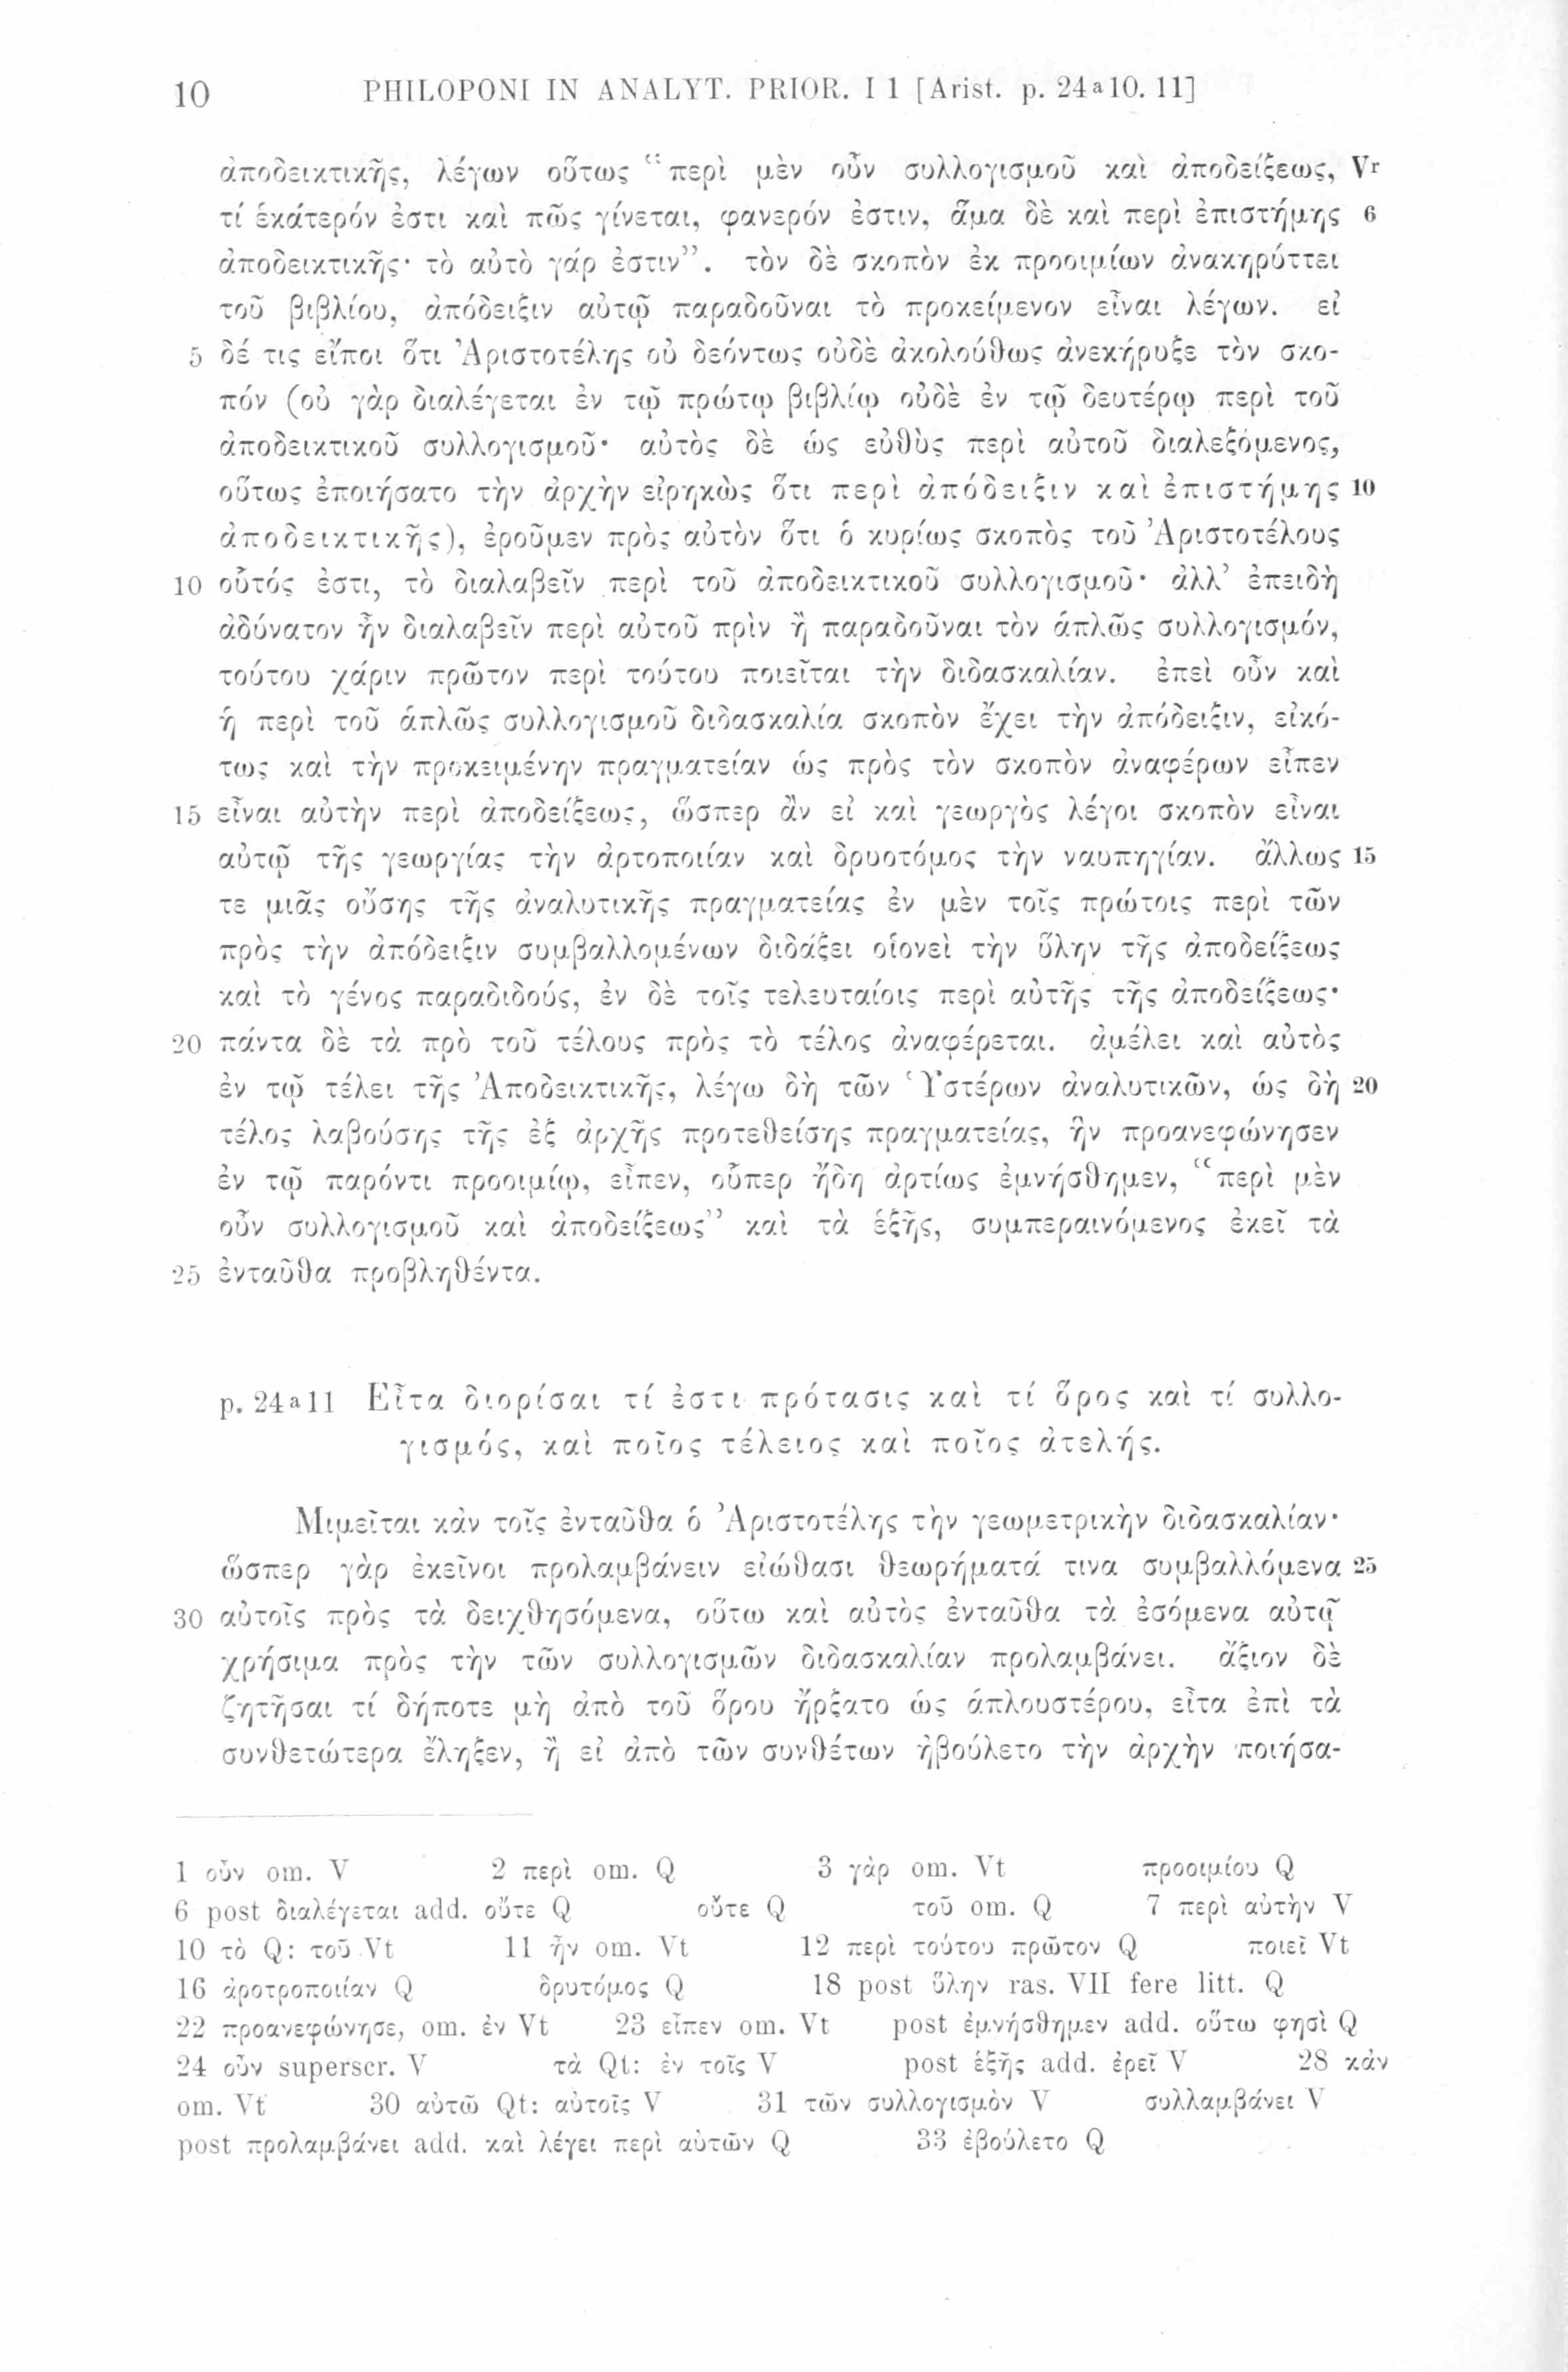 10 PHILOPONI IN ANALYT. PRIOR. I 1 [Arist. p. 24ᵃ10. 11]
ἀποδεικτικῆς, λέγων οὕτως “περὶ μὲν οὖν συλλογισμοῦ καὶ ἀποδείξεως, Vʳ
τί ἑκάτερόν ἐστι καὶ πῶς γίνεται, φανερόν ἐστιν, ἅμα δὲ καὶ περὶ ἐπιστήμης 6
ἀποδεικτικῆς· τὸ αὐτὸ γάρ ἐστιν”. τὸν δὲ σκοπὸν ἐκ προοιμίων ἀνακηρύττει
τοῦ βιβλίου, ἀπόδειξιν αὐτῷ παραδοῦναι τὸ προκείμενον εἶναι λέγων. εἰ
5 δέ τις εἴποι ὅτι Ἀριστοτέλης οὐ δεόντως οὐδὲ ἀκολούθως ἀνεκήρυξε τὸν σκο-
πόν (οὐ γὰρ διαλέγεται ἐν τῷ πρώτῳ βιβλίῳ οὐδὲ ἐν τῷ δευτέρῳ περὶ τοῦ
ἀποδεικτικοῦ συλλογισμοῦ· αὐτὸς δὲ ὡς εὐθὺς περὶ αὐτοῦ διαλεξόμενος,
οὕτως ἐποιήσατο τὴν ἀρχὴν εἰρηκὼς ὅτι περὶ ἀπόδειξιν καὶ ἐπιστήμης 10
ἀποδεικτικῆς), ἐροῦμεν πρὸς αὐτὸν ὅτι ὁ κυρίως σκοπὸς τοῦ Ἀριστοτέλους
10 οὗτός ἐστι, τὸ διαλαβεῖν περὶ τοῦ ἀποδεικτικοῦ συλλογισμοῦ· ἀλλ’ ἐπειδὴ
ἀδύνατον ἦν διαλαβεῖν περὶ αὐτοῦ πρὶν ἢ παραδοῦναι τὸν ἁπλῶς συλλογισμόν,
τούτου χάριν πρῶτον περὶ τούτου ποιεῖται τὴν διδασκαλίαν. ἐπεὶ οὖν καὶ
ἡ περὶ τοῦ ἁπλῶς συλλογισμοῦ διδασκαλία σκοπὸν ἔχει τὴν ἀπόδειξιν, εἰκό-
τως καὶ τὴν προκειμένην πραγματείαν ὡς πρὸς τὸν σκοπὸν ἀναφέρων εἶπεν
15 εἶναι αὐτὴν περὶ ἀποδείξεως, ὥσπερ ἂν εἰ καὶ γεωργὸς λέγοι σκοπὸν εἶναι
αὐτῷ τῆς γεωργίας τὴν ἀρτοποιίαν καὶ δρυοτόμος τὴν ναυπηγίαν. ἄλλως 15
τε μιᾶς οὔσης τῆς ἀναλυτικῆς πραγματείας ἐν μὲν τοῖς πρώτοις περὶ τῶν
πρὸς τὴν ἀπόδειξιν συμβαλλομένων διδάξει οἱονεὶ τὴν ὕλην τῆς ἀποδείξεως
καὶ τὸ γένος παραδιδούς, ἐν δὲ τοῖς τελευταίοις περὶ αὐτῆς τῆς ἀποδείξεως·
20 πάντα δὲ τὰ πρὸ τοῦ τέλους πρὸς τὸ τέλος ἀναφέρεται. ἀμέλει καὶ αὐτὸς
ἐν τῷ τέλει τῆς Ἀποδεικτικῆς, λέγω δὴ τῶν Ὑστέρων ἀναλυτικῶν, ὡς δὴ 20
τέλος λαβούσης τῆς ἐξ ἀρχῆς προτεθείσης πραγματείας, ἣν προανεφώνησεν
ἐν τῷ παρόντι προοιμίῳ, εἶπεν, οὗπερ ἤδη ἀρτίως ἐμνήσθημεν, “περὶ μὲν
οὖν συλλογισμοῦ καὶ ἀποδείξεως” καὶ τὰ ἑξῆς, συμπεραινόμενος ἐκεῖ τὰ
25 ἐνταῦθα προβληθέντα.
p. 24ᵃ11 Εἶτα διορίσαι τί ἐστι πρότασις καὶ τί ὅρος καὶ τί συλλο-
γισμός, καὶ ποῖος τέλειος καὶ ποῖος ἀτελής.
Μιμεῖται κἀν τοῖς ἐνταῦθα ὁ Ἀριστοτέλης τὴν γεωμετρικὴν διδασκαλίαν·
ὥσπερ γὰρ ἐκεῖνοι προλαμβάνειν εἰώθασι θεωρήματά τινα συμβαλλόμενα 25
30 αὐτοῖς πρὸς τὰ δειχθησόμενα, οὕτω καὶ αὐτὸς ἐνταῦθα τὰ ἐσόμενα αὐτῷ
χρήσιμα πρὸς τὴν τῶν συλλογισμῶν διδασκαλίαν προλαμβάνει. ἄξιον δὲ
ζητῆσαι τί δήποτε μὴ ἀπὸ τοῦ ὅρου ἤρξατο ὡς ἁπλουστέρου, εἶτα ἐπὶ τὰ
συνθετώτερα ἔληξεν, ἢ εἰ ἀπὸ τῶν συνθέτων ἠβούλετο τὴν ἀρχὴν ποιήσα-
1 οὖν om. V 2 περὶ om. Q 3 γὰρ om. Vt προοιμίου Q
6 post διαλέγεται add. οὔτε Q οὔτε Q τοῦ om. Q 7 περὶ αὐτὴν V
10 τὸ Q: τοῦ Vt 11 ἦν om. Vt 12 περὶ τούτου πρῶτον Q ποιεῖ Vt
16 ἀροτροποιίαν Q δρυτόμος Q 18 post ὕλην ras. VII fere litt. Q
22 προανεφώνησε, om. ἐν Vt 23 εἶπεν om. Vt post ἐμνήσθημεν add. οὕτω φησὶ Q
24 οὖν superscr. V τὰ Qt: ἐν τοῖς V post ἑξῆς add. ἐρεῖ V 28 κἀν
om. Vt 30 αὐτῶ Qt: αὐτοῖς V 31 τῶν συλλογισμὸν V συλλαμβάνει V
post προλαμβάνει add. καὶ λέγει περὶ αὐτῶν Q 33 ἐβούλετο Q